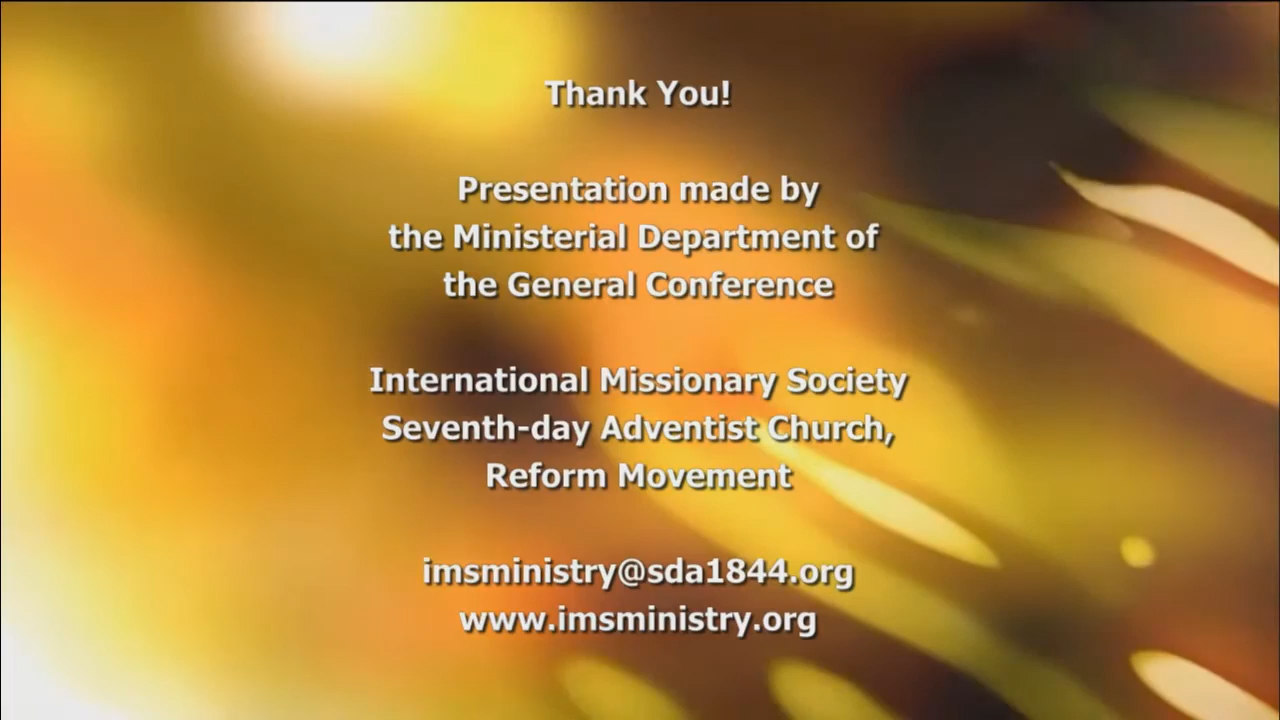 Thank You!
Presentation made by
the Ministerial Department of
the General Conference
International Missionary Society
Seventh-day Adventist Church,
Reform Movement
imsministry@sda1844.org
www.imsministry.org